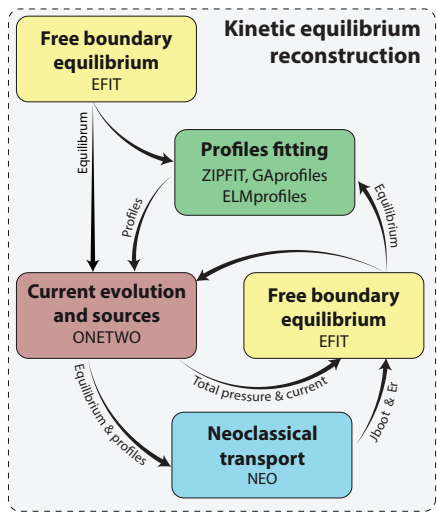 Kinetic equilibrium
reconstruction
Free boundary
equilibrium
EFIT
Equilibrum
Profiles fitting
ZIPFIT, GAprofiles
ELMprofiles
Profiles
Equilibrium
Current evolution
and sources
ONETWO
Free boundary
equilibrium
EFIT
Total pressure & current
Equilibrium & profiles
Jboot & Er
Neoclassical
transport
NEO